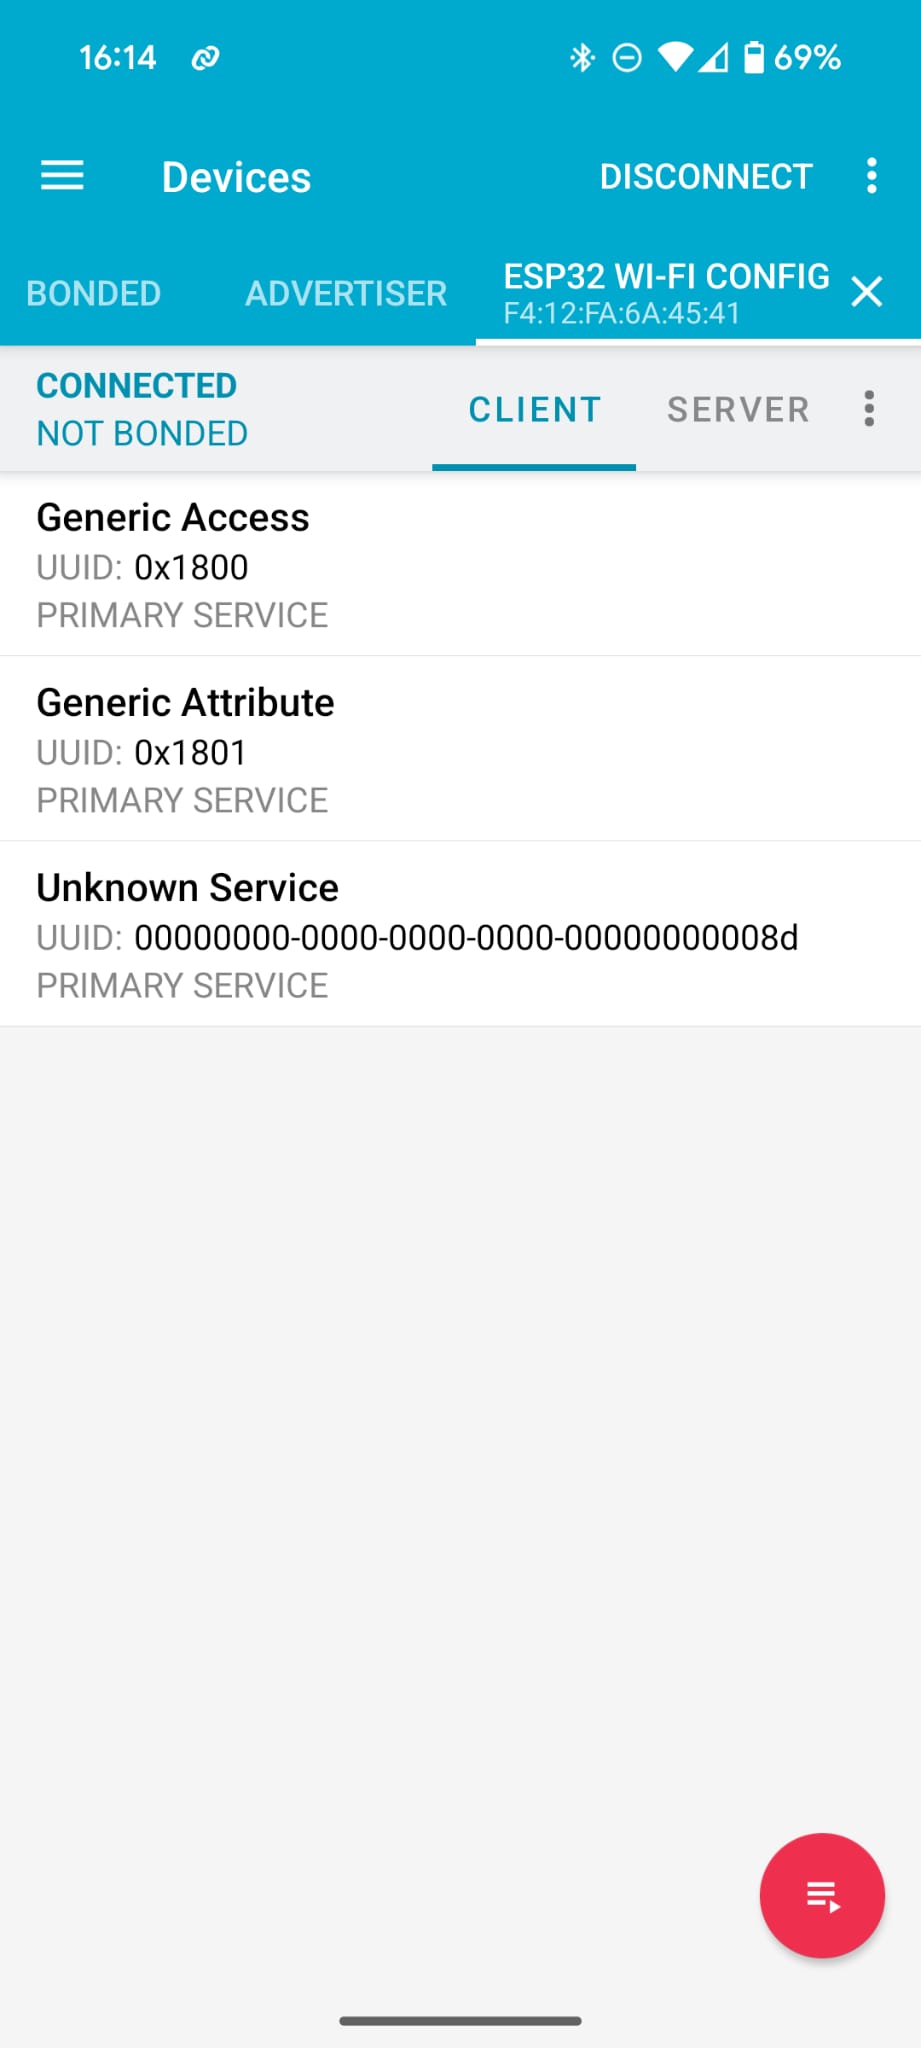 16:14 69%
Devices DISCONNECT
BONDED ADVERTISER ESP32 WI-FI CONFIG
F4:12:FA:6A:45:41
CONNECTED
NOT BONDED
CLIENT SERVER
Generic Access
UUID: 0x1800
PRIMARY SERVICE
Generic Attribute
UUID: 0x1801
PRIMARY SERVICE
Unknown Service
UUID: 00000000-0000-0000-0000-00000000008d
PRIMARY SERVICE